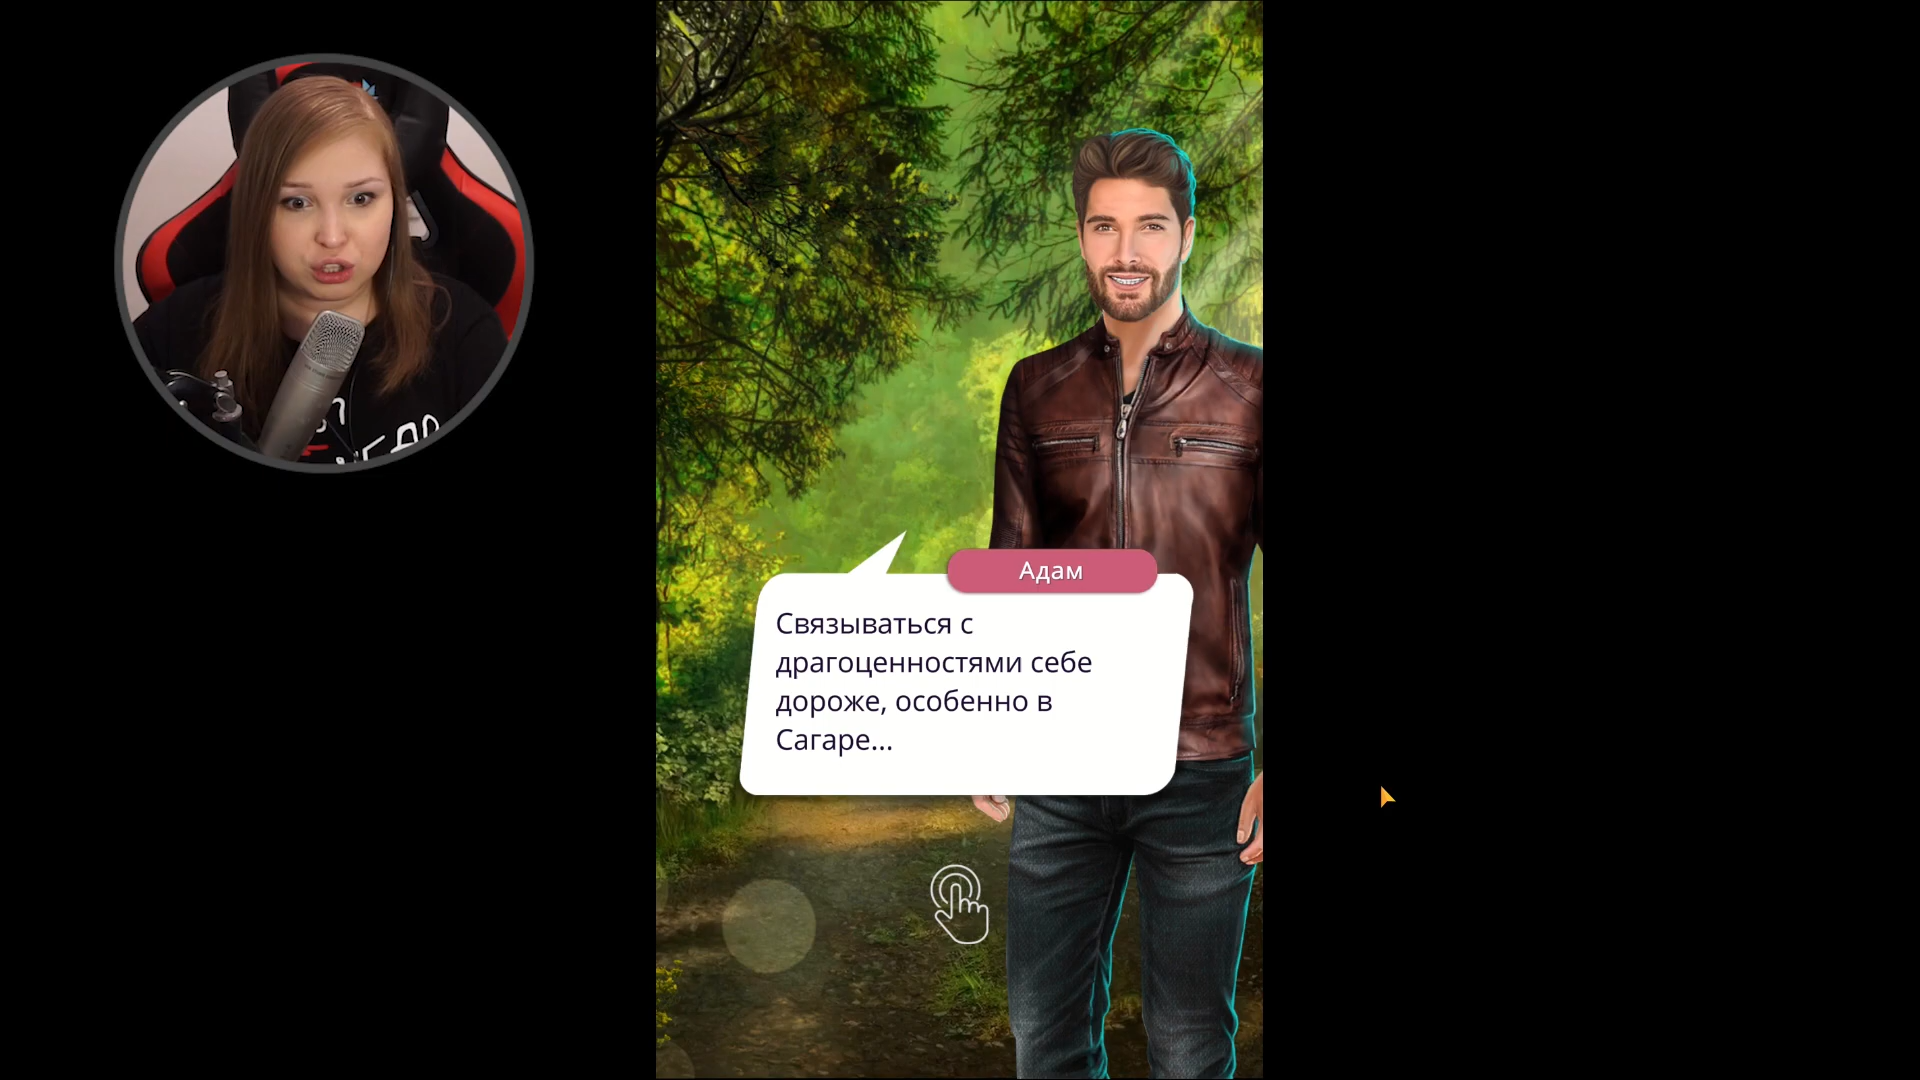 Адам
Связываться с
драгоценностями себе
дороже, особенно в
Сагаре...